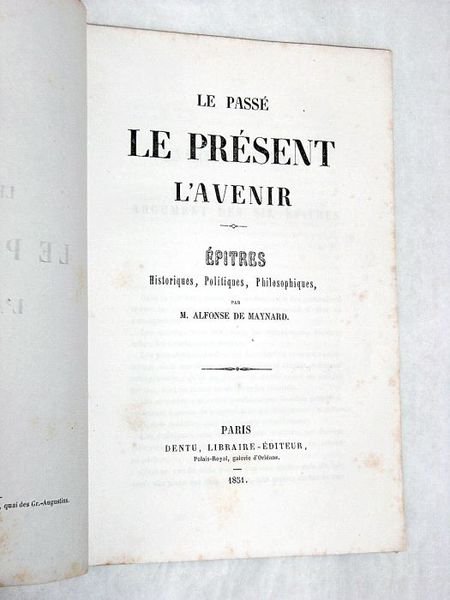 LE PASSÉ
LE PRÉSENT
L'AVENIR
ÉPITRES
Historiques, Politiques, Philosophiques,
PAR
M. ALFONSE DE MAYNARD.
PARIS
DENTU, LIBRAIRE-ÉDITEUR,
Palais-Royal, galerie d'Orléans.
1851.
quai des Gr.-Augustins.